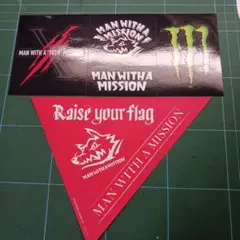 MAN WITH A "
" MISSION
MAN WITH A
MISSION
MAN WITH A
MISSION
Raise your flag
MAN WITH A MISSION
MAN WITH A MISSION